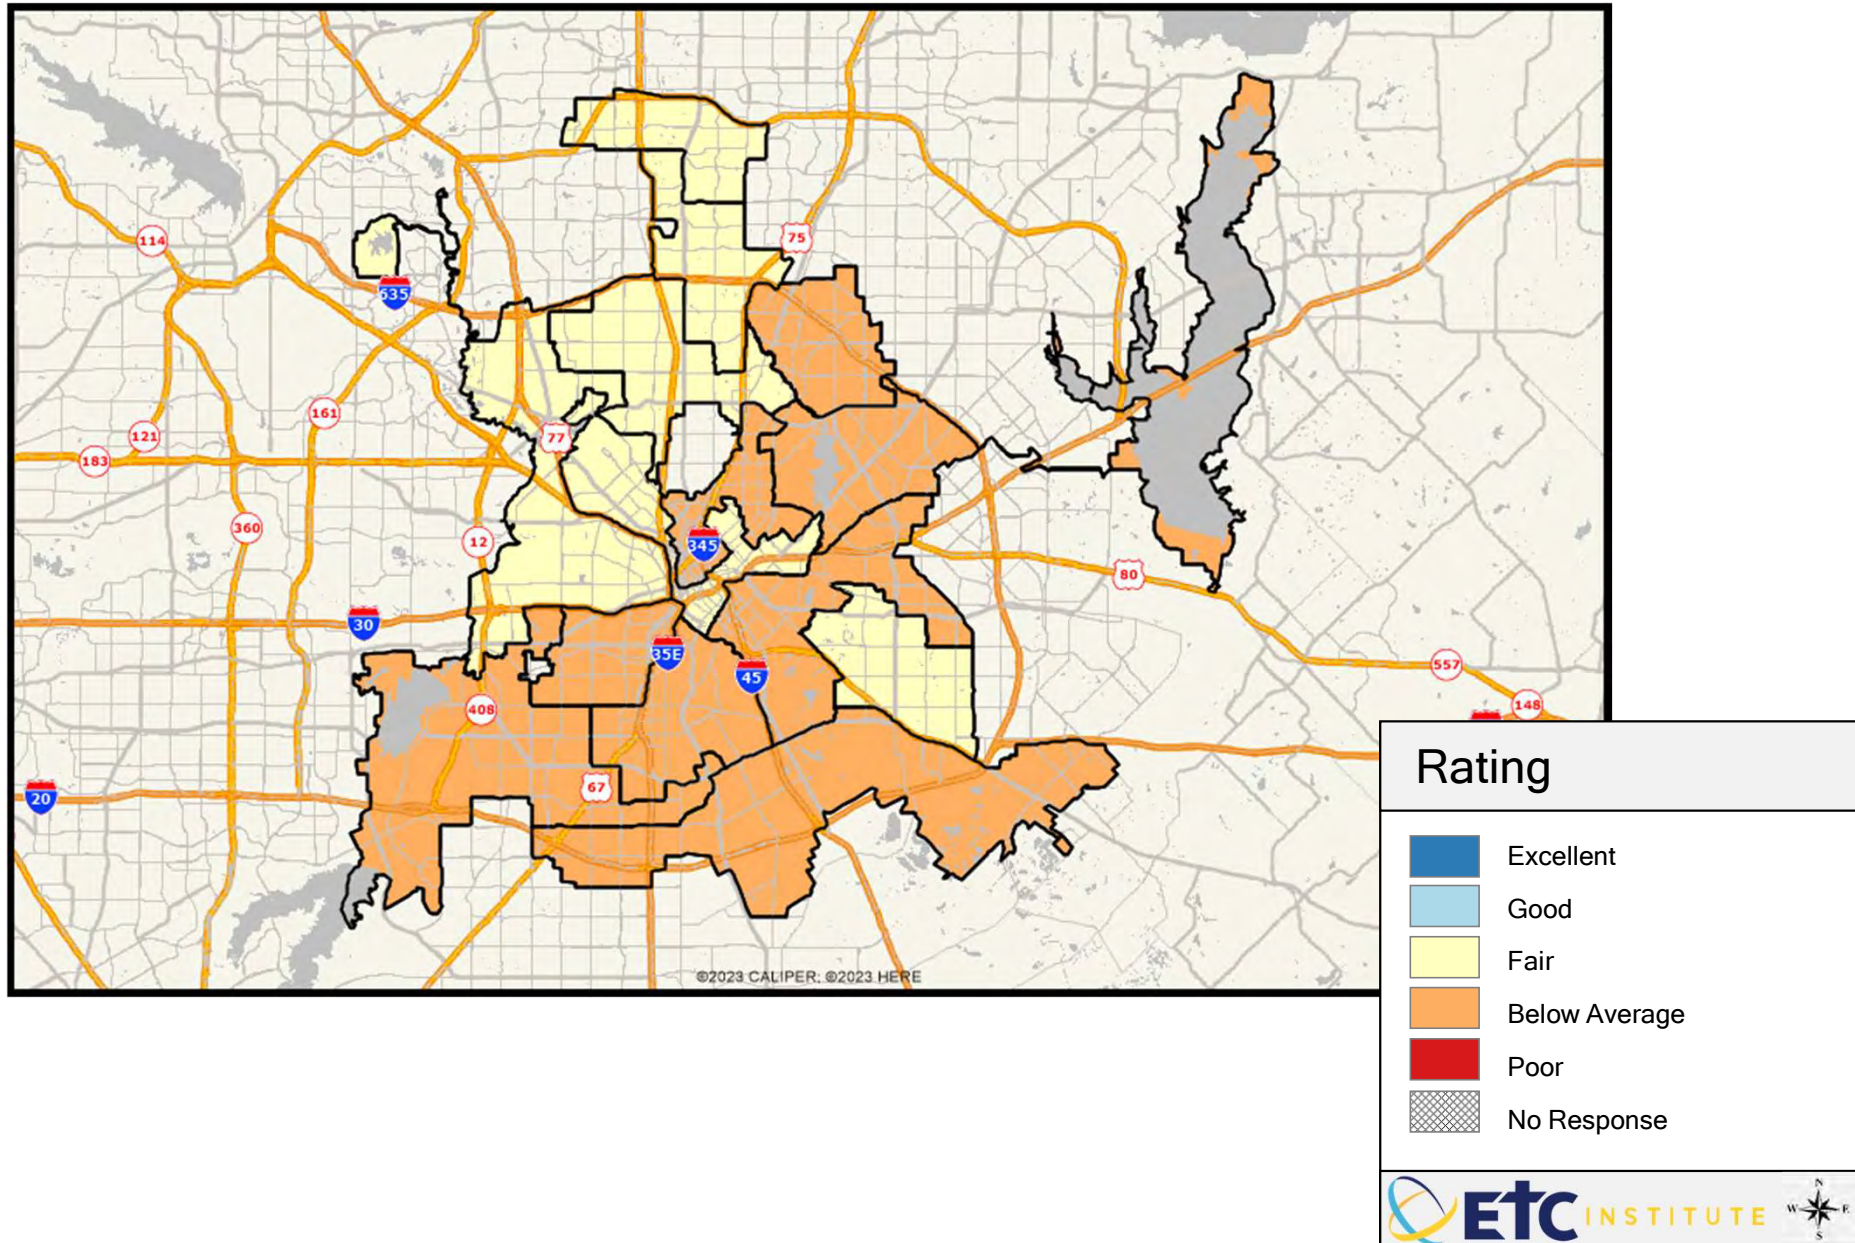 114
75
635
161
121
77
183
360
12
345
80
30
35E
45
557
408
148
67
20
©2023 CALIPER; ©2023 HERE
Rating
Excellent
Good
Fair
Below Average
Poor
No Response
ETC INSTITUTE
N
W E
S